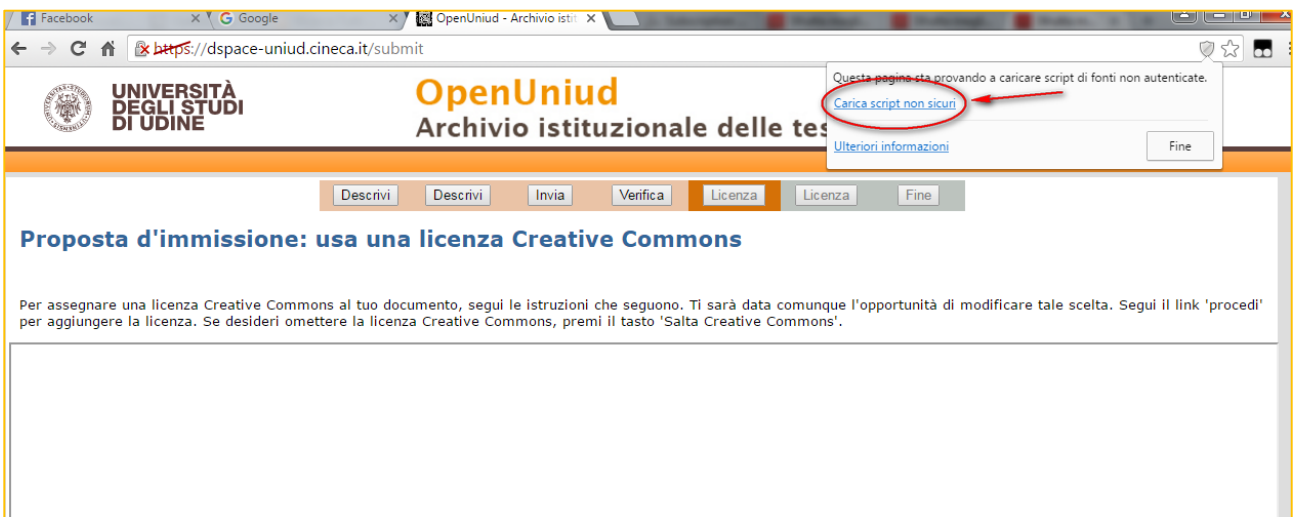 Facebook
Google
OpenUniud - Archivio istit
https://dspace-uniud.cineca.it/submit
Questa pagina sta provando a caricare script di fonti non autenticate.
Carica script non sicuri
Ulteriori informazioni
Fine
UNIVERSITÀ
DEGLI STUDI
DI UDINE
OpenUniud
Archivio istituzionale delle tes
Descrivi Descrivi Invia Verifica Licenza Licenza Fine
Proposta d'immissione: usa una licenza Creative Commons
Per assegnare una licenza Creative Commons al tuo documento, segui le istruzioni che seguono. Ti sarà data comunque l'opportunità di modificare tale scelta. Segui il link 'procedi'
per aggiungere la licenza. Se desideri omettere la licenza Creative Commons, premi il tasto 'Salta Creative Commons'.